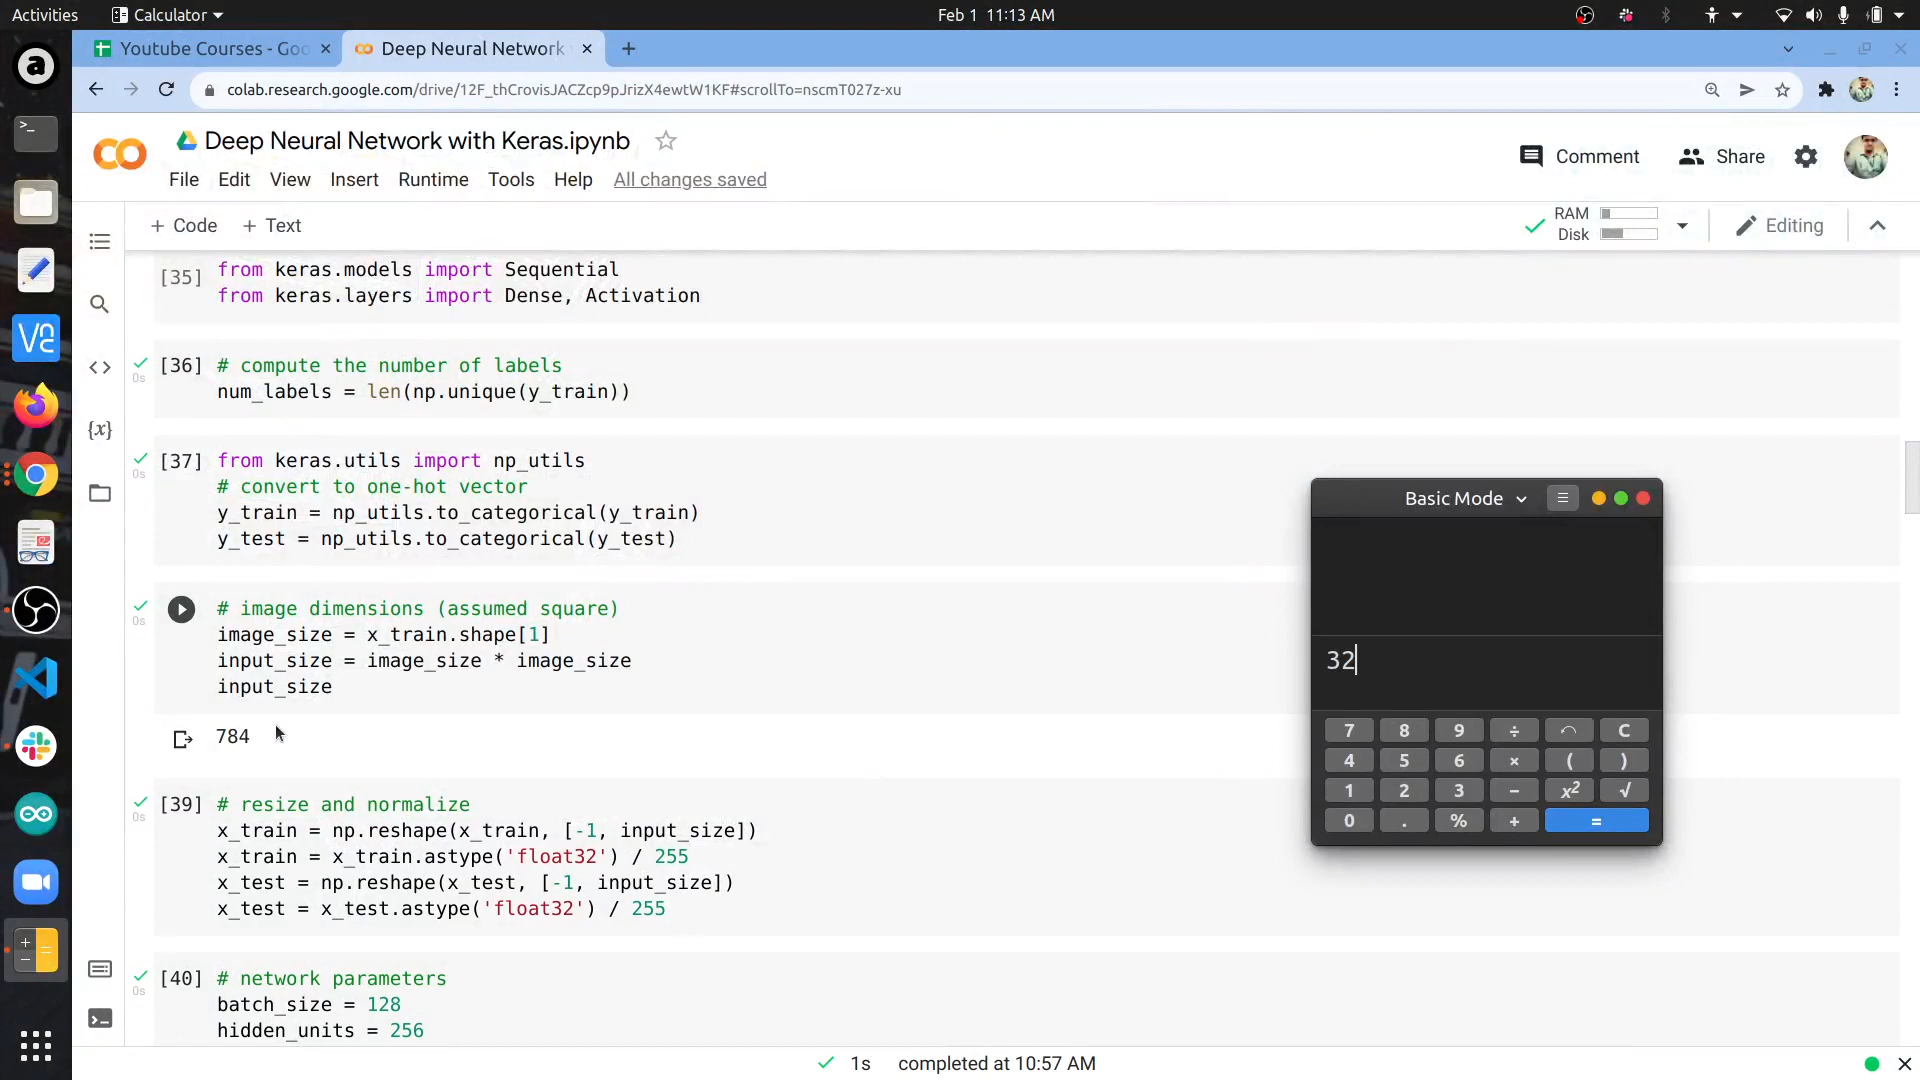 Activities
Calculator
Feb 1 11:13 AM
Youtube Courses - Goo
Deep Neural Network
colab.research.google.com/drive/12F_thCrovisJACZcp9pJrizX4ewtW1KF#scrollTo=nscmT027z-xu
Deep Neural Network with Keras.ipynb
Comment
Share
File Edit View Insert Runtime Tools Help All changes saved
+ Code + Text
RAM
Disk
Editing
[35] from keras.models import Sequential
from keras.layers import Dense, Activation
[36] # compute the number of labels
0s
num_labels = len(np.unique(y_train))
[37] from keras.utils import np_utils
0s
# convert to one-hot vector
y_train = np_utils.to_categorical(y_train)
y_test = np_utils.to_categorical(y_test)
# image dimensions (assumed square)
0s
image_size = x_train.shape[1]
input_size = image_size * image_size
input_size
784
[39] # resize and normalize
0s
x_train = np.reshape(x_train, [-1, input_size])
x_train = x_train.astype('float32') / 255
x_test = np.reshape(x_test, [-1, input_size])
x_test = x_test.astype('float32') / 255
[40] # network parameters
0s
batch_size = 128
hidden_units = 256
Basic Mode
32
7 8 9 ÷ C
4 5 6 × ( )
1 2 3 − x² √
0 . % + =
1s completed at 10:57 AM